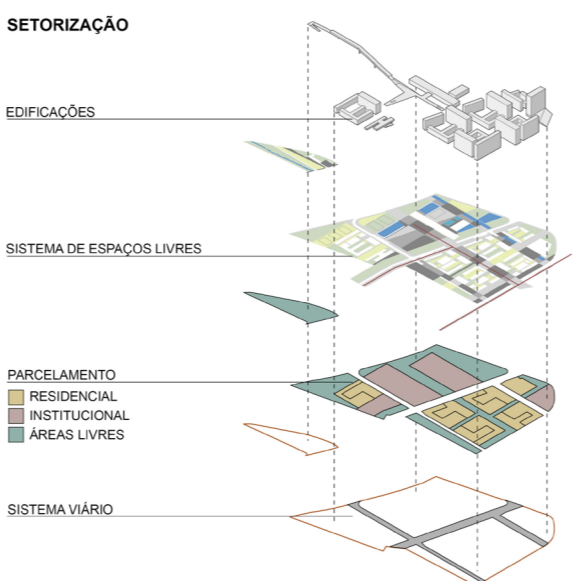 SETORIZAÇÃO
EDIFICAÇÕES
SISTEMA DE ESPAÇOS LIVRES
PARCELAMENTO
RESIDENCIAL
INSTITUCIONAL
ÁREAS LIVRES
SISTEMA VIÁRIO